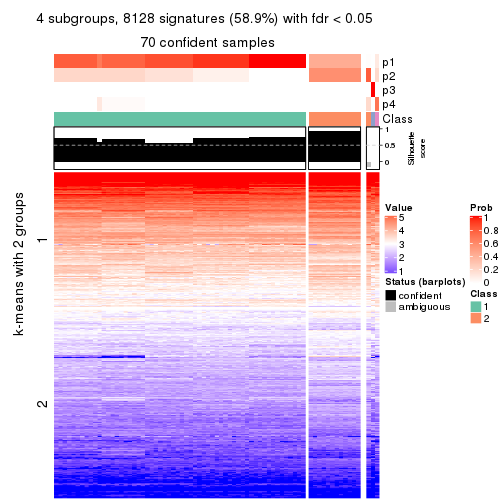 4 subgroups, 8128 signatures (58.9%) with fdr < 0.05
70 confident samples
p1
p2
p3
p4
Class
1
0.5
0
Silhouette
score
k-means with 2 groups
1
2
Value
5
4
3
2
1
Status (barplots)
confident
ambiguous
Prob
1
0.8
0.6
0.4
0.2
0
Class
1
2